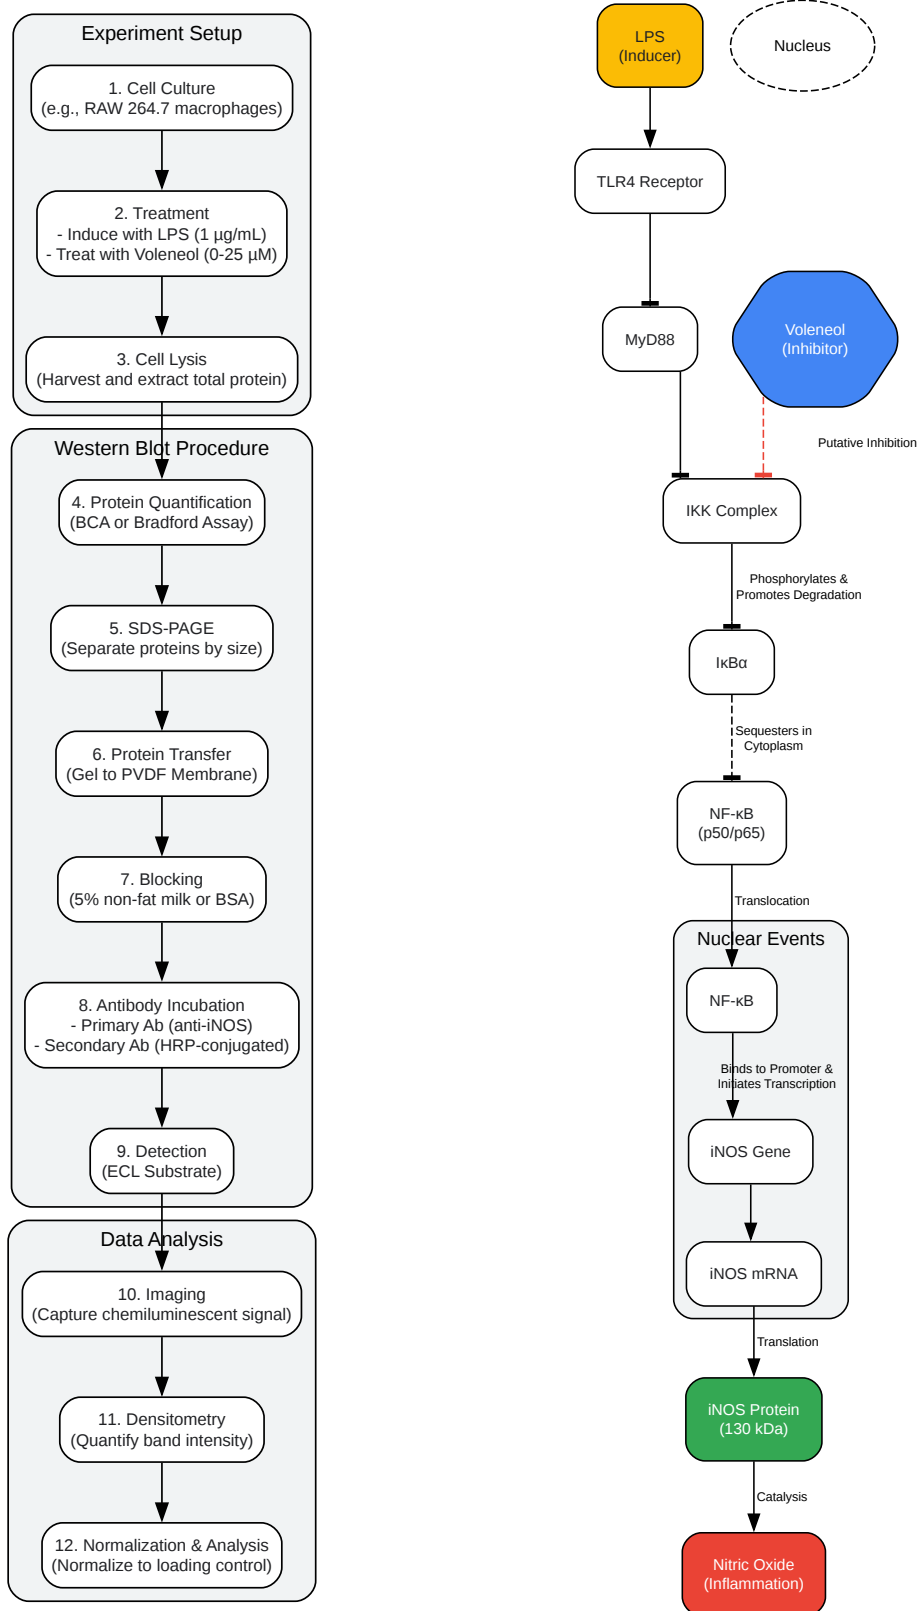 Experiment Setup
1. Cell Culture
(e.g., RAW 264.7 macrophages)
2. Treatment
- Induce with LPS (1 µg/mL)
- Treat with Voleneol (0-25 µM)
3. Cell Lysis
(Harvest and extract total protein)
Western Blot Procedure
4. Protein Quantification
(BCA or Bradford Assay)
5. SDS-PAGE
(Separate proteins by size)
6. Protein Transfer
(Gel to PVDF Membrane)
7. Blocking
(5% non-fat milk or BSA)
8. Antibody Incubation
- Primary Ab (anti-iNOS)
- Secondary Ab (HRP-conjugated)
9. Detection
(ECL Substrate)
Data Analysis
10. Imaging
(Capture chemiluminescent signal)
11. Densitometry
(Quantify band intensity)
12. Normalization & Analysis
(Normalize to loading control)
LPS
(Inducer)
Nucleus
TLR4 Receptor
MyD88
Voleneol
(Inhibitor)
Putative Inhibition
IKK Complex
Phosphorylates &
Promotes Degradation
IκBα
Sequesters in
Cytoplasm
NF-κB
(p50/p65)
Translocation
Nuclear Events
NF-κB
Binds to Promoter &
Initiates Transcription
iNOS Gene
iNOS mRNA
Translation
iNOS Protein
(130 kDa)
Catalysis
Nitric Oxide
(Inflammation)